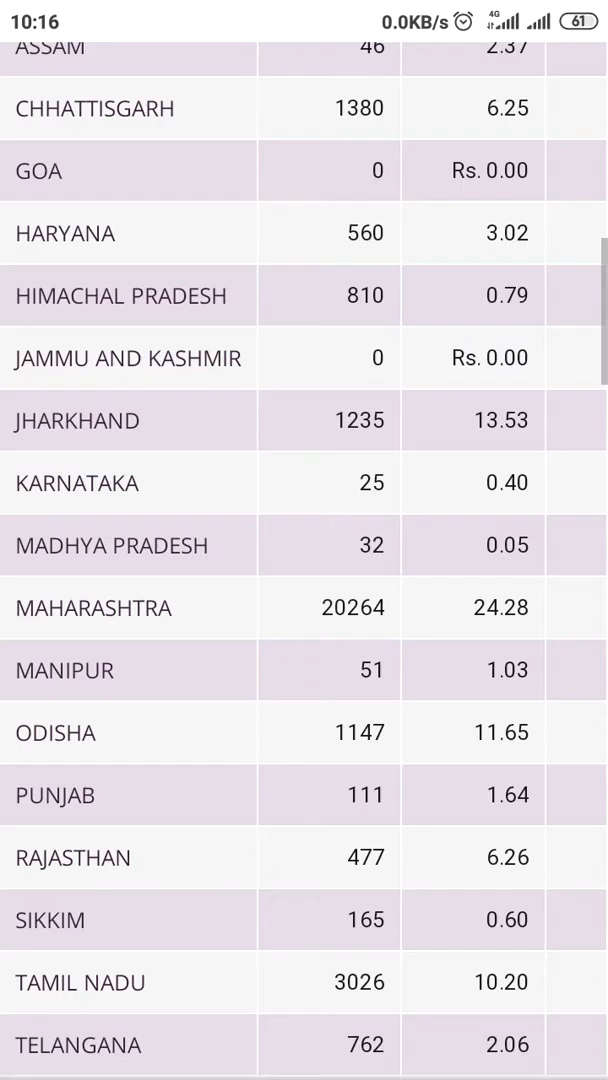 10:16 0.0KB/s 4G 61
ASSAM 46 2.37
CHHATTISGARH 1380 6.25
GOA 0 Rs. 0.00
HARYANA 560 3.02
HIMACHAL PRADESH 810 0.79
JAMMU AND KASHMIR 0 Rs. 0.00
JHARKHAND 1235 13.53
KARNATAKA 25 0.40
MADHYA PRADESH 32 0.05
MAHARASHTRA 20264 24.28
MANIPUR 51 1.03
ODISHA 1147 11.65
PUNJAB 111 1.64
RAJASTHAN 477 6.26
SIKKIM 165 0.60
TAMIL NADU 3026 10.20
TELANGANA 762 2.06